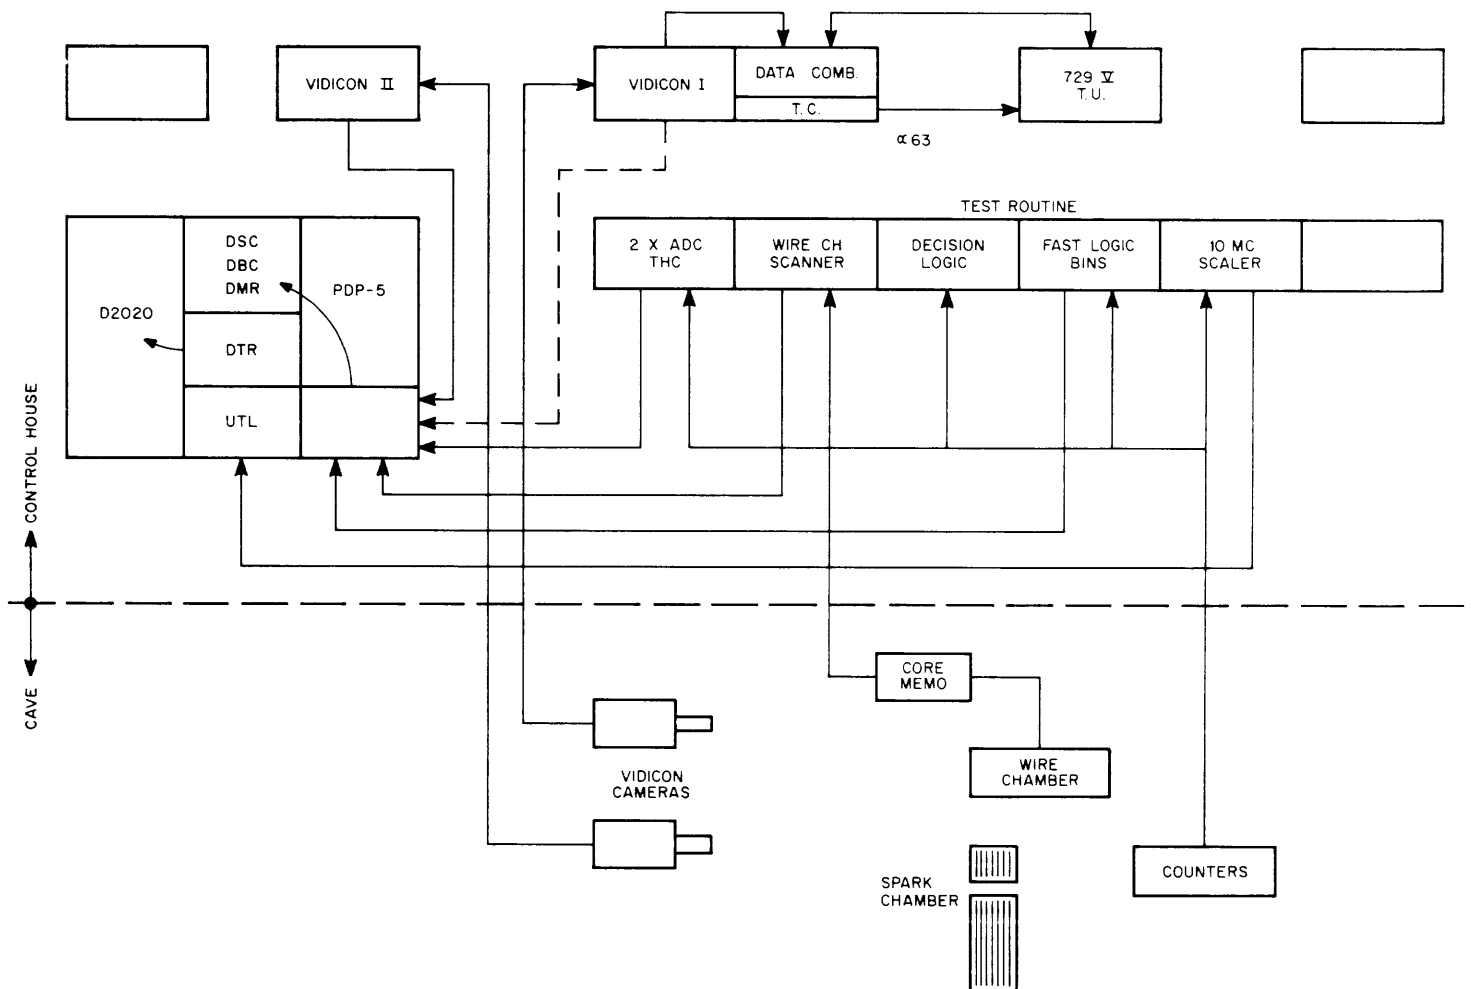 VIDICON II
VIDICON I
DATA COMB.
T.C.
729 V
T.U.
α63
TEST ROUTINE
D2020
DSC
DBC
DMR
PDP-5
DTR
UTL
2 X ADC
THC
WIRE CH
SCANNER
DECISION
LOGIC
FAST LOGIC
BINS
10 MC
SCALER
CONTROL HOUSE
CAVE
CORE
MEMO
WIRE
CHAMBER
VIDICON
CAMERAS
SPARK
CHAMBER
COUNTERS